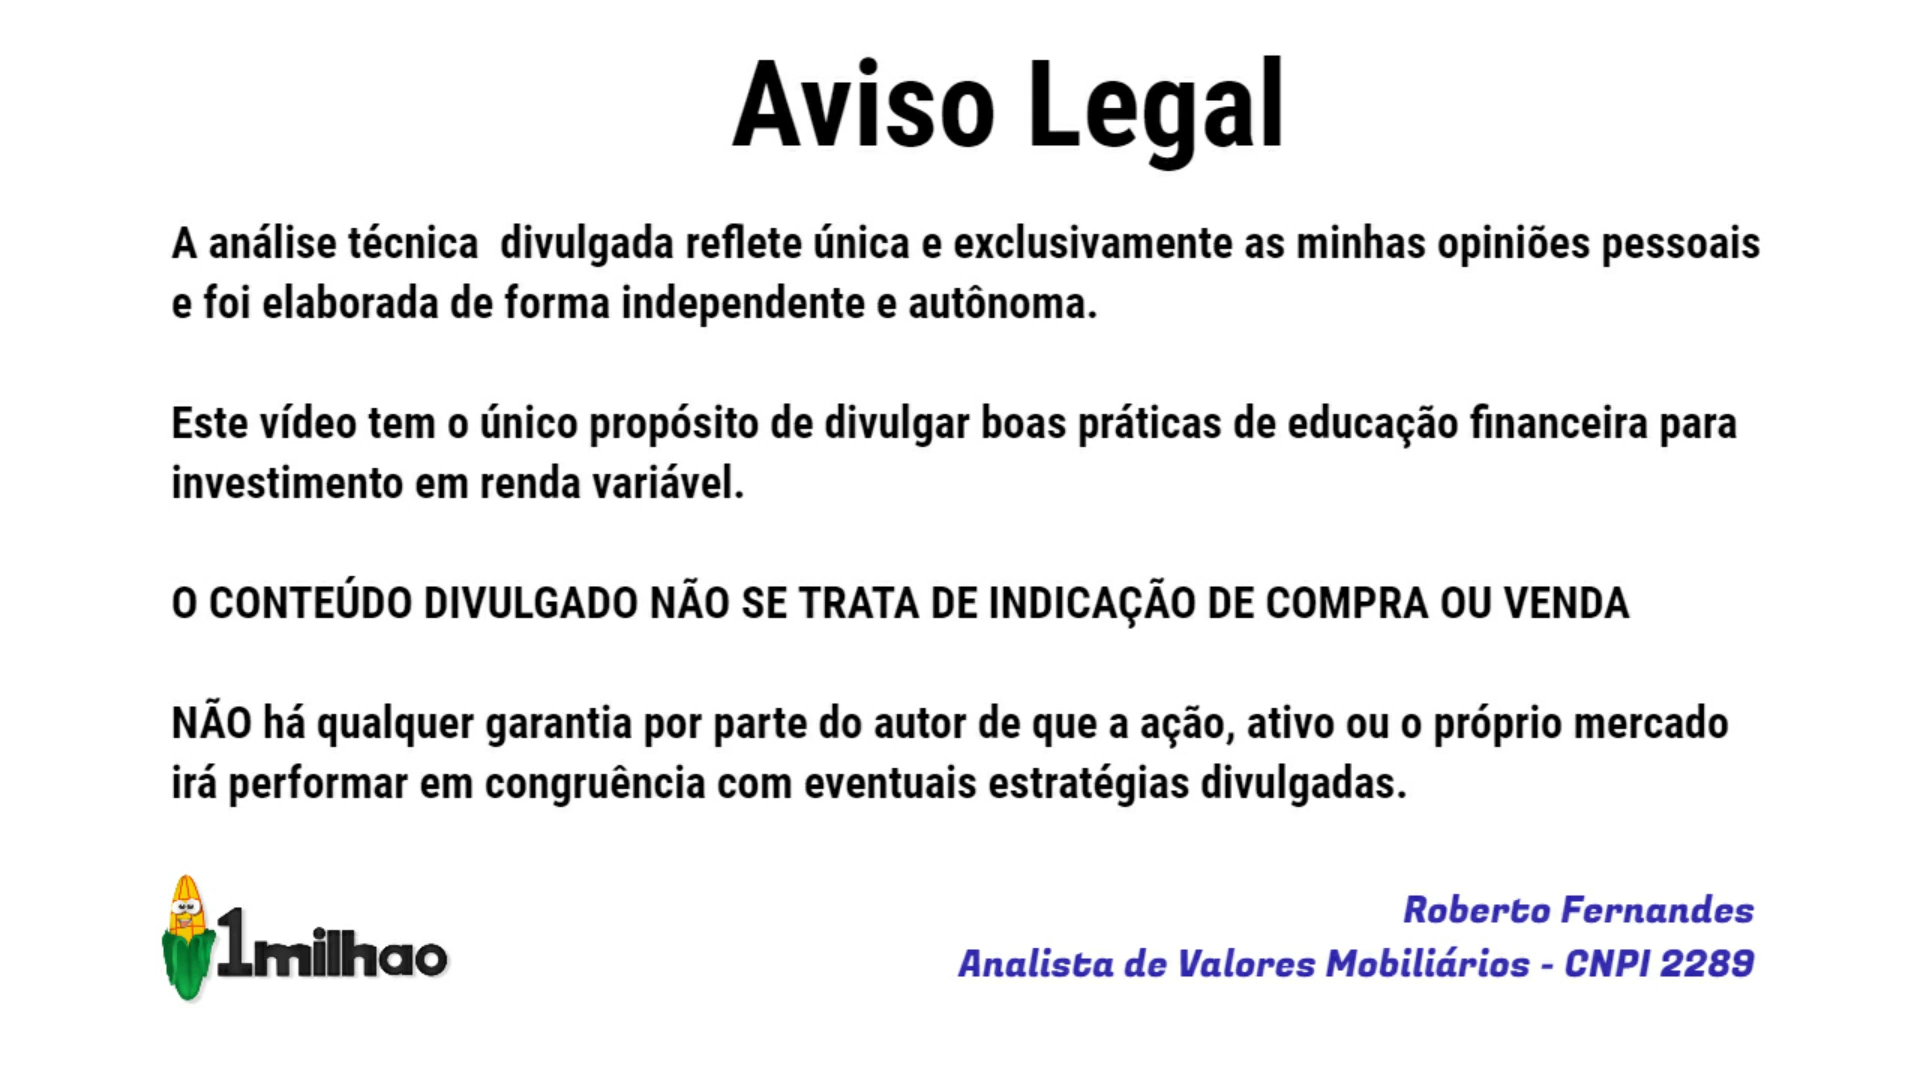 Aviso Legal
A análise técnica  divulgada reflete única e exclusivamente as minhas opiniões pessoais
e foi elaborada de forma independente e autônoma.
Este vídeo tem o único propósito de divulgar boas práticas de educação financeira para
investimento em renda variável.
O CONTEÚDO DIVULGADO NÃO SE TRATA DE INDICAÇÃO DE COMPRA OU VENDA
NÃO há qualquer garantia por parte do autor de que a ação, ativo ou o próprio mercado
irá performar em congruência com eventuais estratégias divulgadas.
1milhao
Roberto Fernandes
Analista de Valores Mobiliários - CNPI 2289